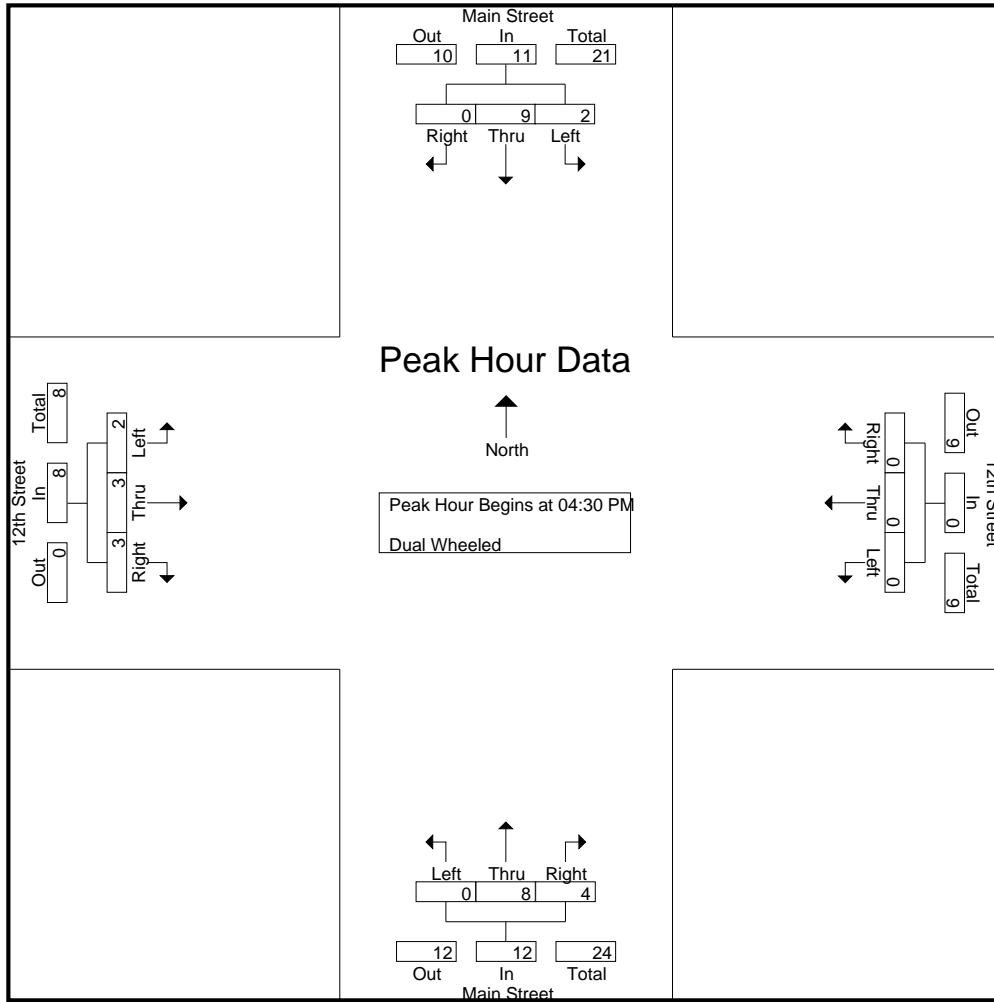 Main Street
Out In Total
10 11 21
0 9 2
Right Thru Left
Peak Hour Data
North
Peak Hour Begins at 04:30 PM
Dual Wheeled
12th Street
Total In Out
8 8 0
2 3 3
Left Thru Right
Right Thru Left
0 0 0
Out In Total
9 0 9
12th Street
Left Thru Right
0 8 4
12 12 24
Out In Total
Main Street